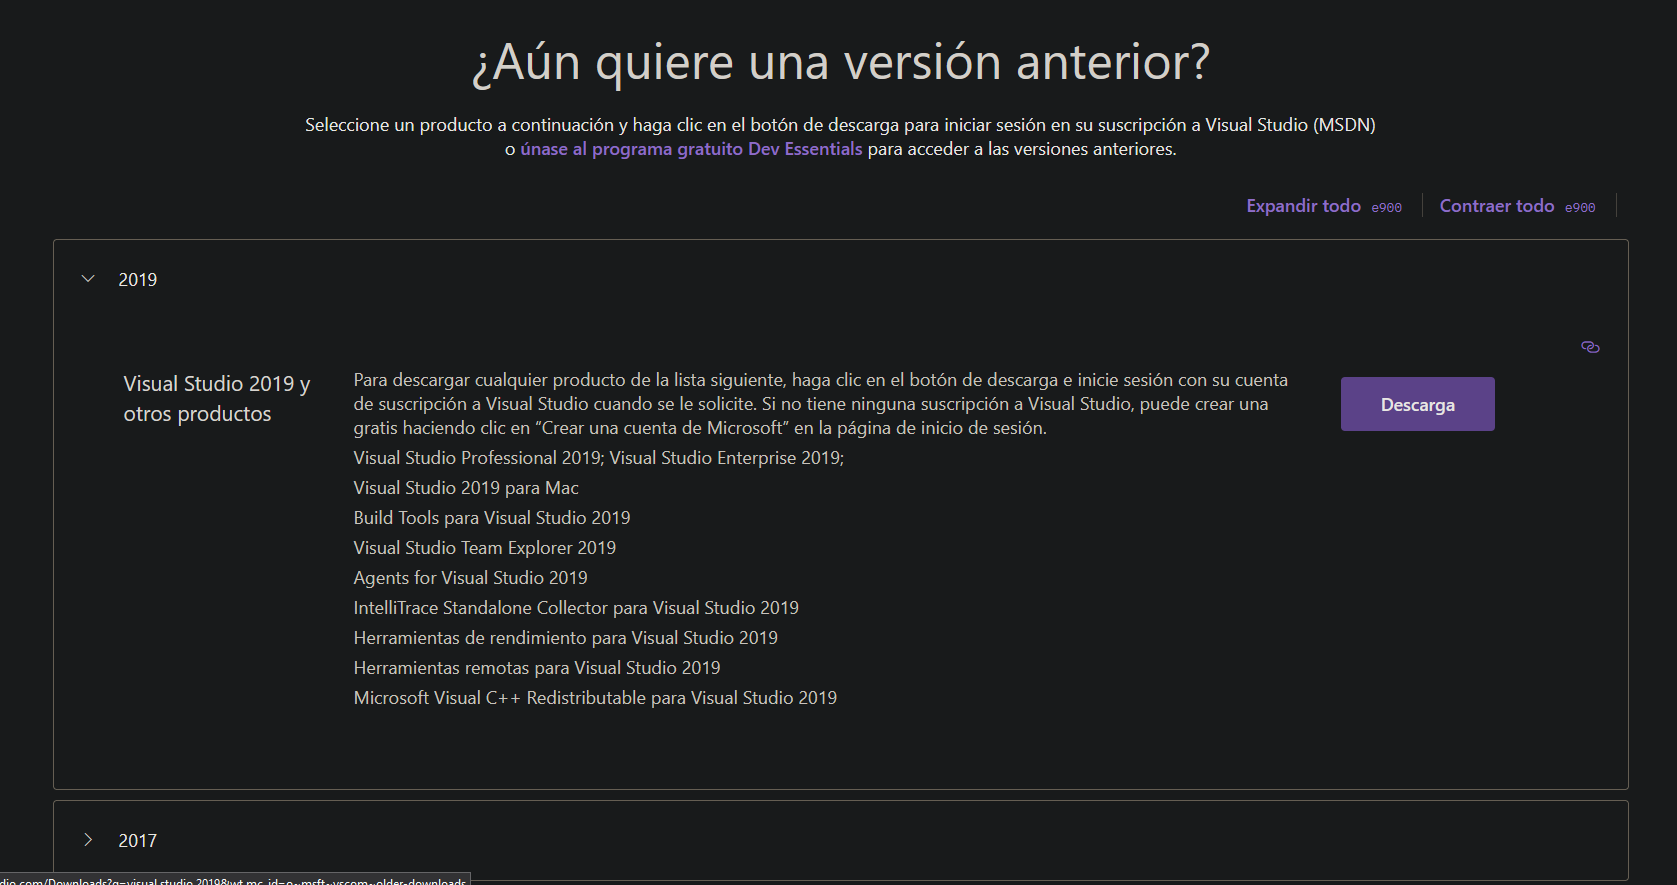 ¿Aún quiere una versión anterior?
Seleccione un producto a continuación y haga clic en el botón de descarga para iniciar sesión en su suscripción a Visual Studio (MSDN)
o únase al programa gratuito Dev Essentials para acceder a las versiones anteriores.
Expandir todo e900 Contraer todo e900
2019
Visual Studio 2019 y
otros productos
Para descargar cualquier producto de la lista siguiente, haga clic en el botón de descarga e inicie sesión con su cuenta
de suscripción a Visual Studio cuando se le solicite. Si no tiene ninguna suscripción a Visual Studio, puede crear una
gratis haciendo clic en “Crear una cuenta de Microsoft” en la página de inicio de sesión.
Visual Studio Professional 2019; Visual Studio Enterprise 2019;
Visual Studio 2019 para Mac
Build Tools para Visual Studio 2019
Visual Studio Team Explorer 2019
Agents for Visual Studio 2019
IntelliTrace Standalone Collector para Visual Studio 2019
Herramientas de rendimiento para Visual Studio 2019
Herramientas remotas para Visual Studio 2019
Microsoft Visual C++ Redistributable para Visual Studio 2019
Descarga
2017
dio.com/Downloads?q=visual studio 2019&wt.mc_id=o~msft~vscom~older-downloads